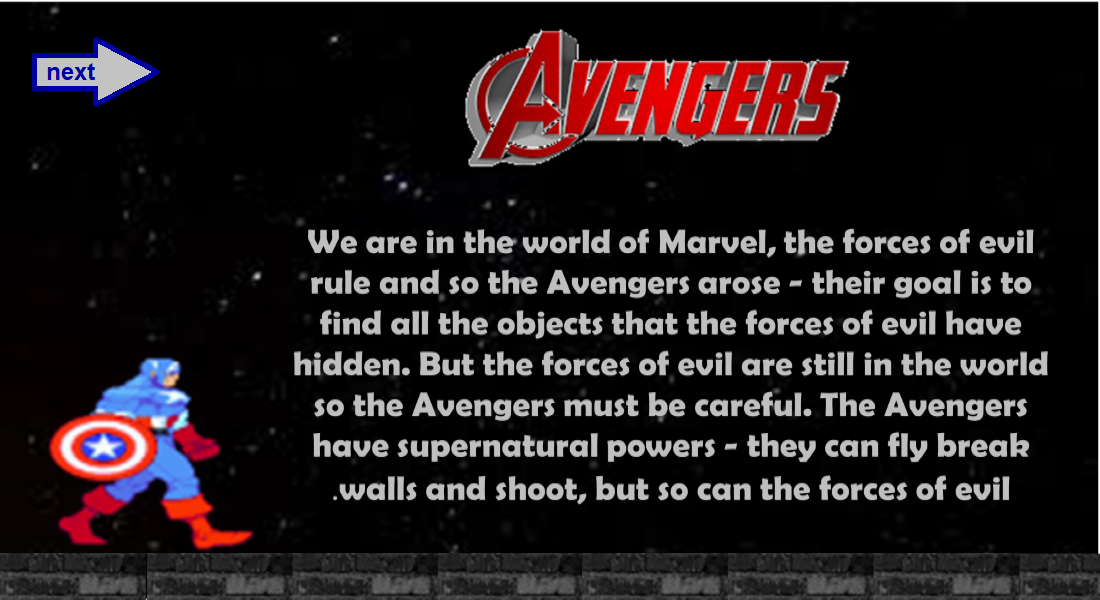 next
AVENGERS
We are in the world of Marvel, the forces of evil
rule and so the Avengers arose - their goal is to
find all the objects that the forces of evil have
hidden. But the forces of evil are still in the world
so the Avengers must be careful. The Avengers
have supernatural powers - they can fly break
.walls and shoot, but so can the forces of evil